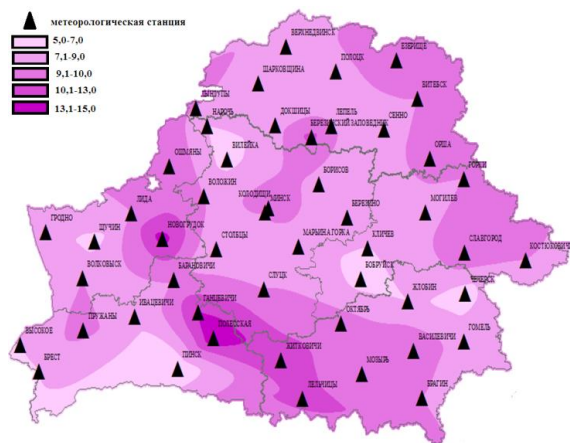 метеорологическая станция
5,0-7,0
7,1-9,0
9,1-10,0
10,1-13,0
13,1-15,0
ВЕРХНЕДВИНСК
ПОЛОЦК
ЕЗЕРИЩЕ
ШАРКОВЩИНА
ВИТЕБСК
ЛЫНТУПЫ
НАРОЧЬ
ДОКШИЦЫ
ЛЕПЕЛЬ
БЕРЕЗИНСКИЙ ЗАПОВЕДНИК
СЕННО
ВИЛЕЙКА
ОРША
ОШМЯНЫ
БОРИСОВ
ГОРКИ
ВОЛОЖИН
КОЛОДИЩИ
МИНСК
МОГИЛЕВ
ЛИДА
БЕРЕЗИНО
ГРОДНО
ЩУЧИН
НОВОГРУДОК
СТОЛБЦЫ
МАРЬИНА ГОРКА
КЛИЧЕВ
СЛАВГОРОД
КОСТЮКОВИЧИ
ВОЛКОВЫСК
БАРАНОВИЧИ
СЛУЦК
БОБРУЙСК
ЖЛОБИН
ЧЕЧЕРСК
ИВАЦЕВИЧИ
ГАНЦЕВИЧИ
ОКТЯБРЬ
ПРУЖАНЫ
ПОЛЕССКАЯ
ВЫСОКОЕ
ВАСИЛЕВИЧИ
ГОМЕЛЬ
БРЕСТ
ПИНСК
ЖИТКОВИЧИ
МОЗЫРЬ
ЛЕЛЬЧИЦЫ
БРАГИН